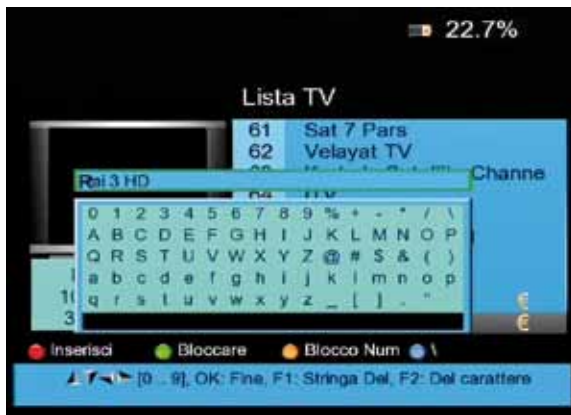 22.7%
Lista TV
61 Sat 7 Pars
62 Velayat TV
Channe
64 ITV
Rai 3 HD
0 1 2 3 4 5 6 7 8 9 % + - * / \
A B C D E F G H I J K L M N O P
Q R S T U V W X Y Z @ # $ & ( )
a b c d e f g h i j k l m n o p
q r s t u v w x y z _ [ ] . "
Inserisci Bloccare Blocco Num \
[0 .. 9], OK: Fine, F1: Stringa Del, F2: Del carattere